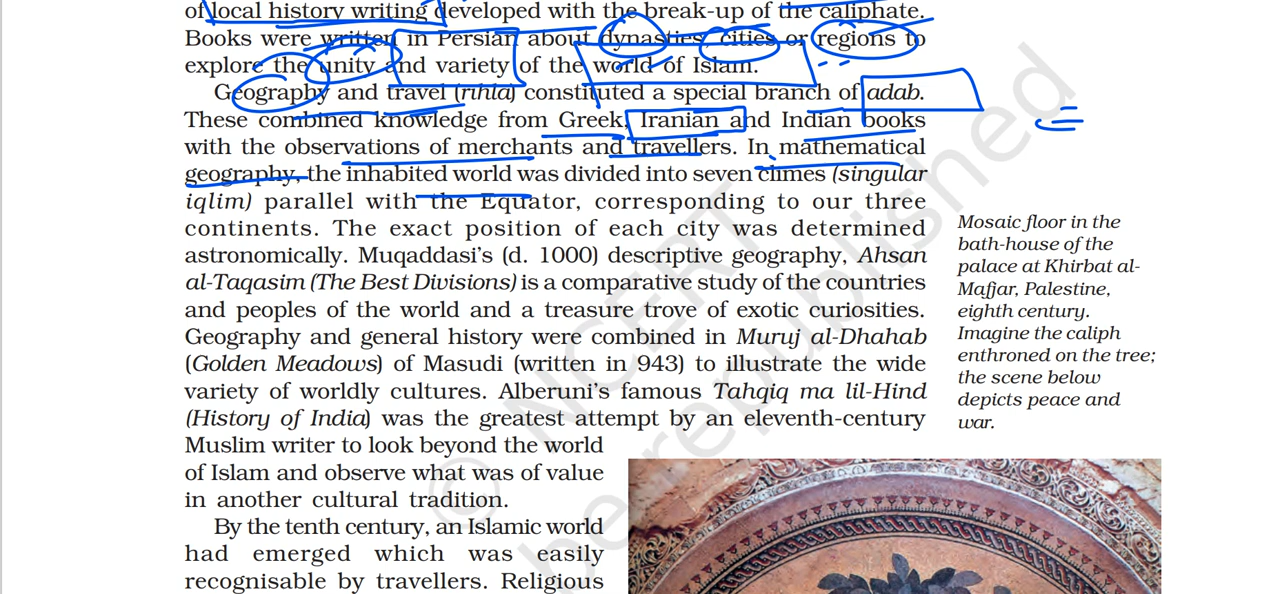 of local history writing developed with the break-up of the caliphate.
Books were written in Persian about dynasties, cities or regions to
explore the unity and variety of the world of Islam.
Geography and travel (rihla) constituted a special branch of adab.
These combined knowledge from Greek, Iranian and Indian books
with the observations of merchants and travellers. In mathematical
geography, the inhabited world was divided into seven climes (singular
iqlim) parallel with the Equator, corresponding to our three
continents. The exact position of each city was determined
astronomically. Muqaddasi's (d. 1000) descriptive geography, Ahsan
al-Taqasim (The Best Divisions) is a comparative study of the countries
and peoples of the world and a treasure trove of exotic curiosities.
Geography and general history were combined in Muruj al-Dhahab
(Golden Meadows) of Masudi (written in 943) to illustrate the wide
variety of worldly cultures. Alberuni's famous Tahqiq ma lil-Hind
(History of India) was the greatest attempt by an eleventh-century
Muslim writer to look beyond the world
of Islam and observe what was of value
in another cultural tradition.
By the tenth century, an Islamic world
had emerged which was easily
recognisable by travellers. Religious
Mosaic floor in the
bath-house of the
palace at Khirbat al-
Mafjar, Palestine,
eighth century.
Imagine the caliph
enthroned on the tree;
the scene below
depicts peace and
war.
© NCERT
be republished